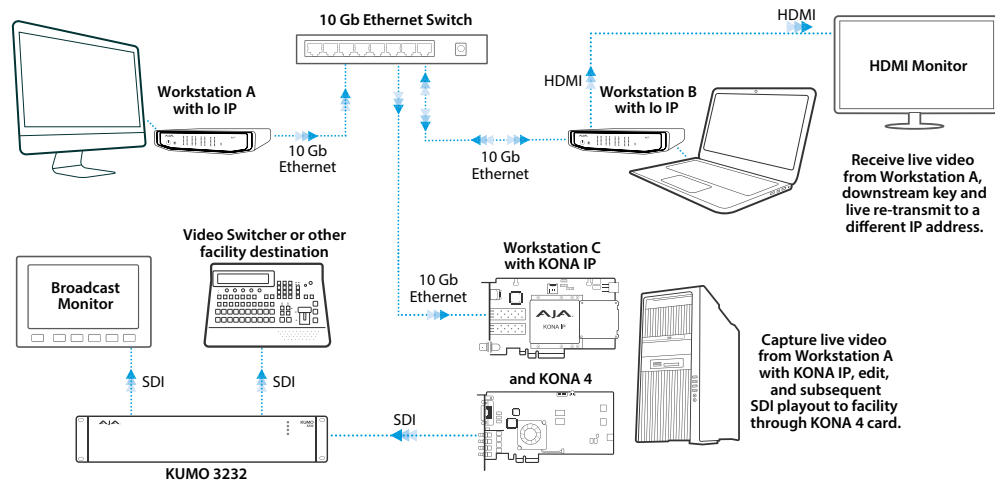 10 Gb Ethernet Switch
HDMI
HDMI
HDMI Monitor
Workstation A
with Io IP
AJA
10 Gb
Ethernet
Workstation B
with Io IP
AJA
10 Gb
Ethernet
Receive live video
from Workstation A,
downstream key and
live re-transmit to a
different IP address.
Video Switcher or other
facility destination
Broadcast
Monitor
SDI
SDI
10 Gb
Ethernet
Workstation C
with KONA IP
AJA
KONA IP
and KONA 4
SDI
Capture live video
from Workstation A
with KONA IP, edit,
and subsequent
SDI playout to facility
through KONA 4 card.
AJA
KUMO
KUMO 3232